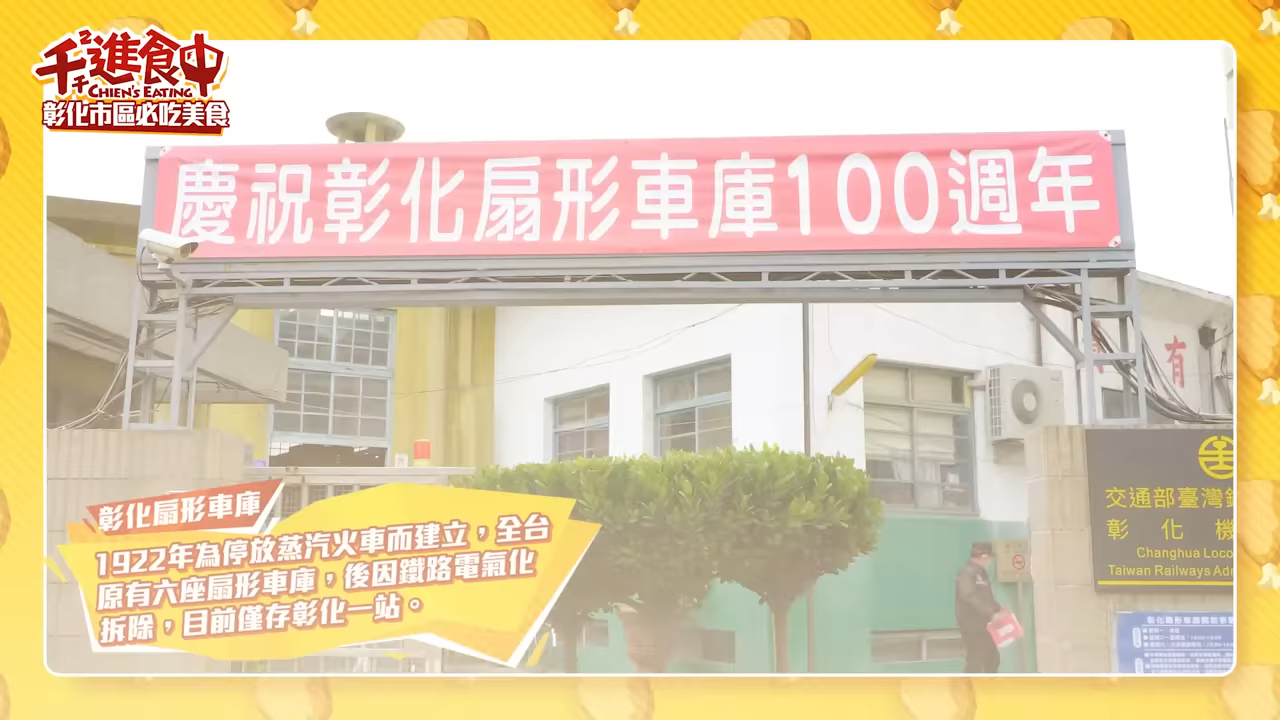 千千進食中
CHIEN'S EATING
彰化市區必吃美食
慶祝彰化扇形車庫100週年
有
交通部臺灣
彰化機
Changhua Loco
Taiwan Railways Ad
彰化扇形車庫
1922年為停放蒸汽火車而建立，全台
原有六座扇形車庫，後因鐵路電氣化
拆除，目前僅存彰化一站。